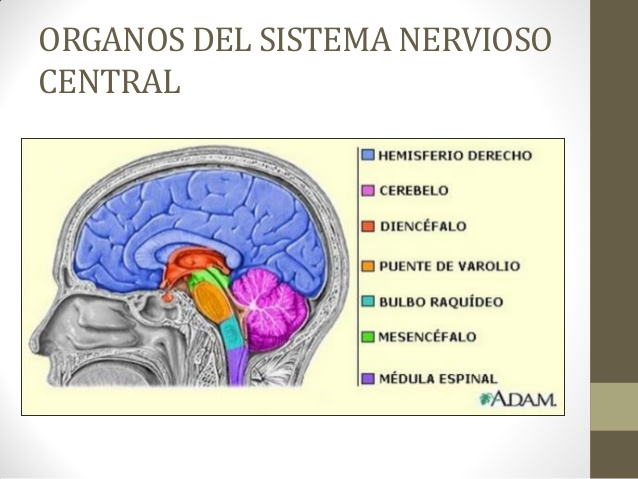 ORGANOS DEL SISTEMA NERVIOSO
CENTRAL
HEMISFERIO DERECHO
CEREBELO
DIENCÉFALO
PUENTE DE VAROLIO
BULBO RAQUÍDEO
MESENCÉFALO
MÉDULA ESPINAL
ADAM.